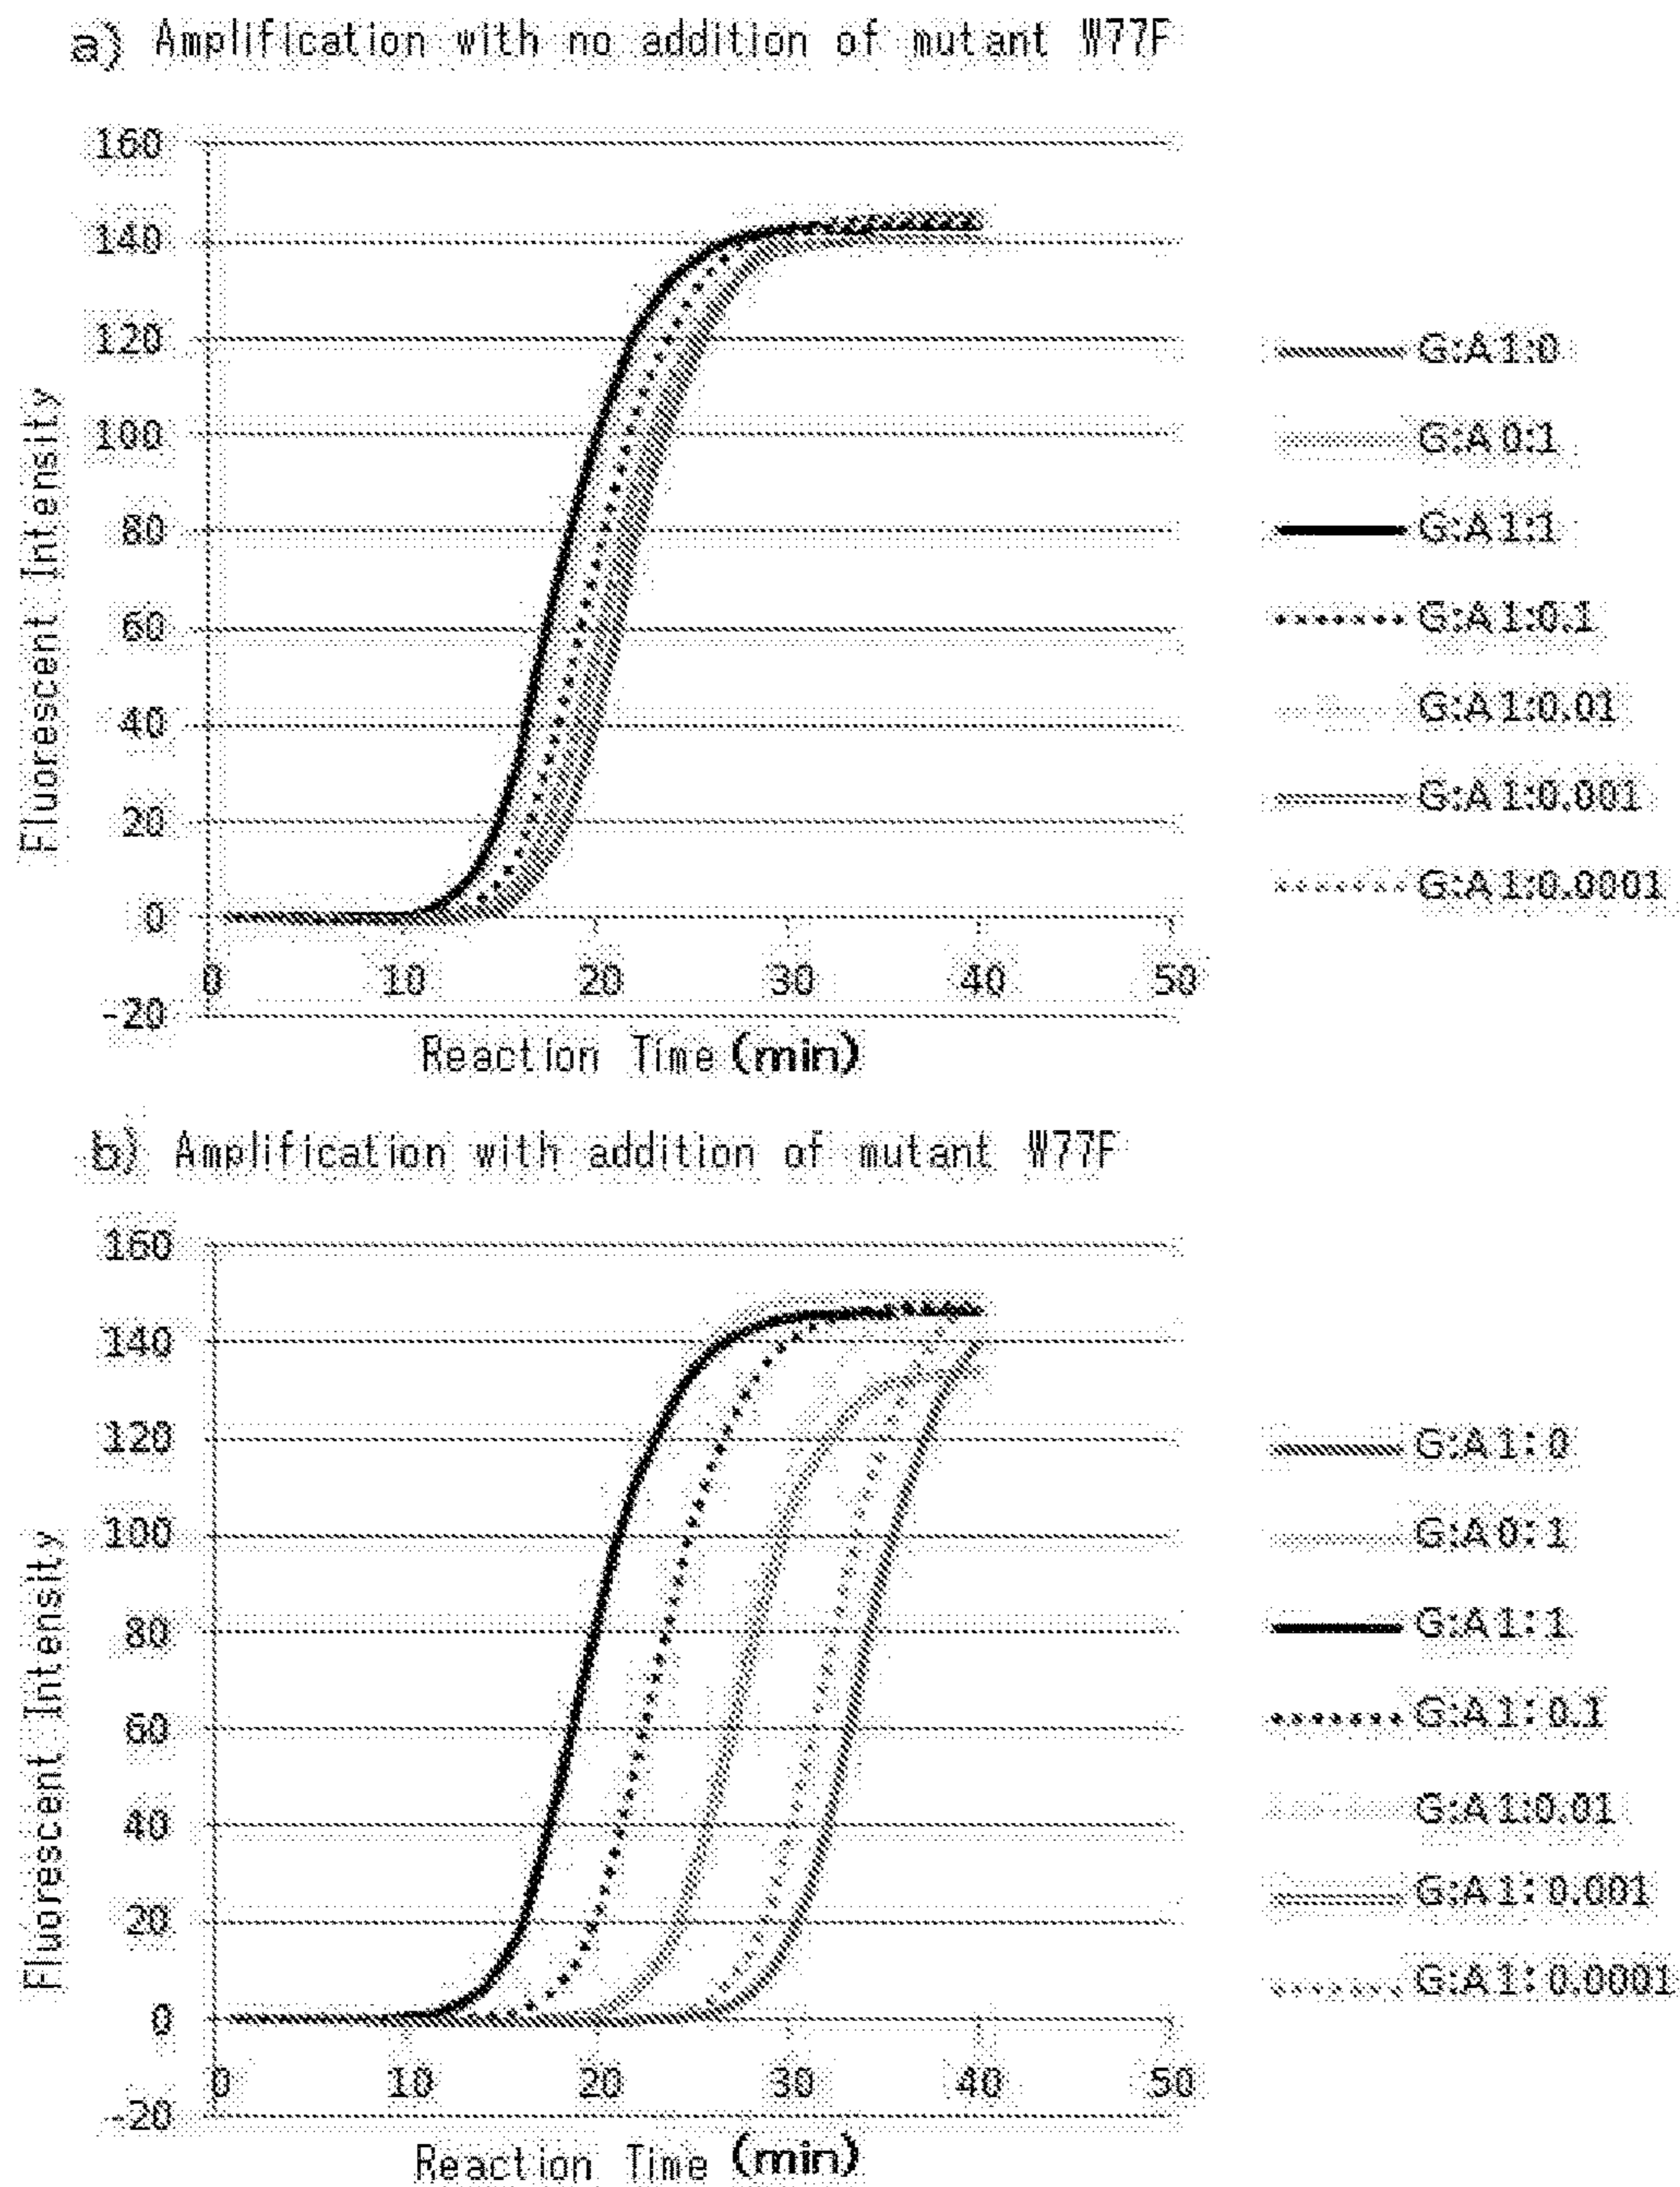 a) Amplification with no addition of mutant W77F
160
140
120
100
80
60
40
20
0
-20
0 10 20 30 40 50
Fluorescent Intensity
Reaction Time (min)
G:A 1:0
G:A 0:1
G:A 1:1
G:A 1:0.1
G:A 1:0.01
G:A 1:0.001
G:A 1:0.0001
b) Amplification with addition of mutant W77F
160
140
120
100
80
60
40
20
0
-20
0 10 20 30 40 50
Fluorescent Intensity
Reaction Time (min)
G:A 1:0
G:A 0:1
G:A 1:1
G:A 1:0.1
G:A 1:0.01
G:A 1:0.001
G:A 1:0.0001